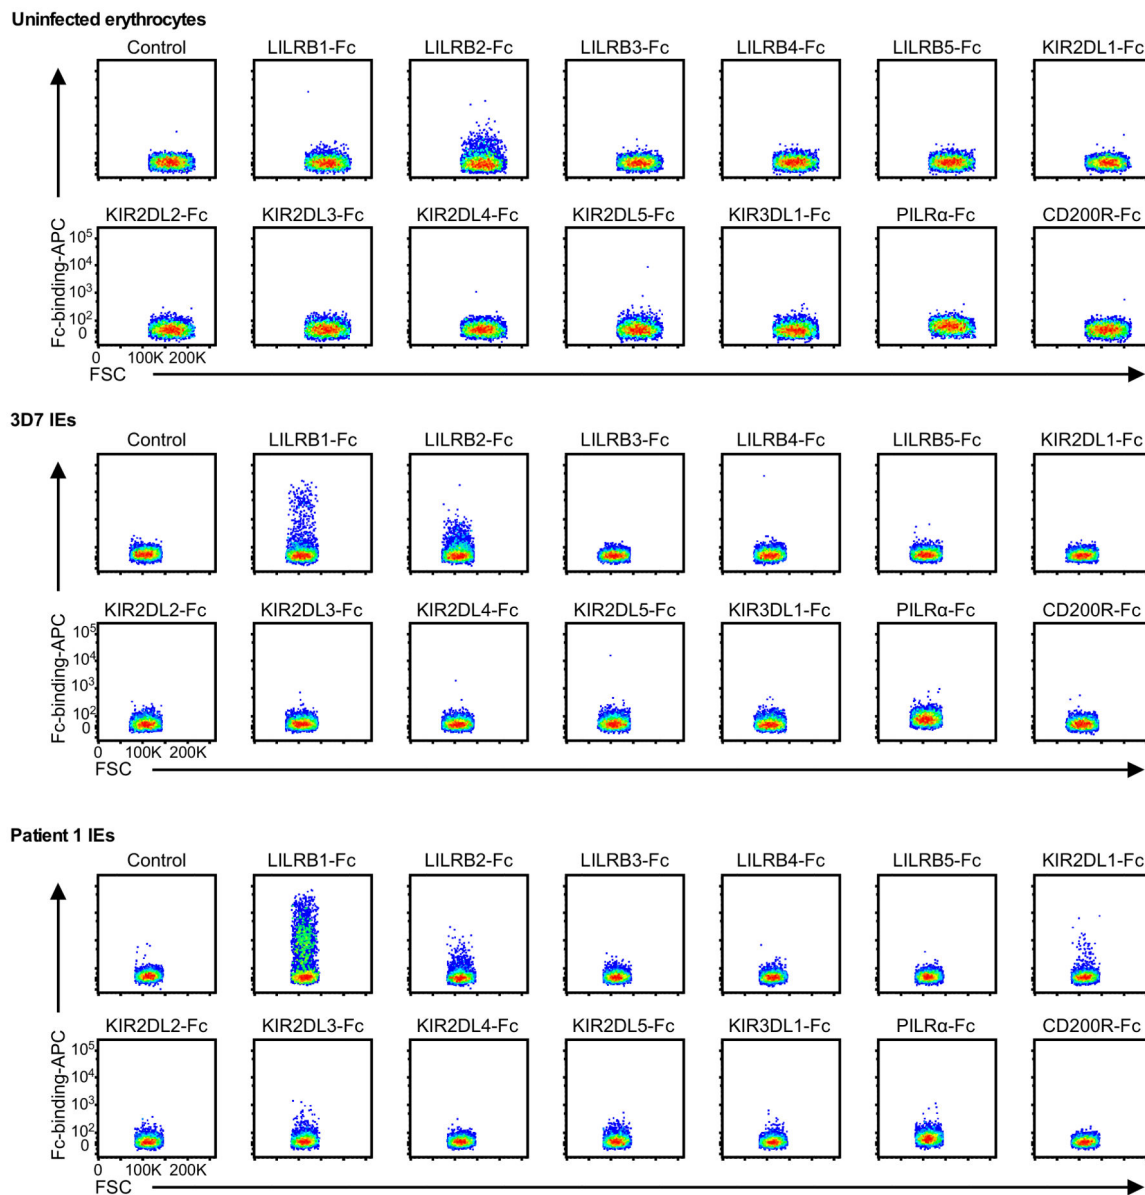 Uninfected erythrocytes
Control LILRB1-Fc LILRB2-Fc LILRB3-Fc LILRB4-Fc LILRB5-Fc KIR2DL1-Fc
KIR2DL2-Fc KIR2DL3-Fc KIR2DL4-Fc KIR2DL5-Fc KIR3DL1-Fc PILRα-Fc CD200R-Fc
Fc-binding-APC
10⁵
10⁴
10³
10²
0
0 100K 200K
FSC
3D7 IEs
Control LILRB1-Fc LILRB2-Fc LILRB3-Fc LILRB4-Fc LILRB5-Fc KIR2DL1-Fc
KIR2DL2-Fc KIR2DL3-Fc KIR2DL4-Fc KIR2DL5-Fc KIR3DL1-Fc PILRα-Fc CD200R-Fc
Fc-binding-APC
10⁵
10⁴
10³
10²
0
0 100K 200K
FSC
Patient 1 IEs
Control LILRB1-Fc LILRB2-Fc LILRB3-Fc LILRB4-Fc LILRB5-Fc KIR2DL1-Fc
KIR2DL2-Fc KIR2DL3-Fc KIR2DL4-Fc KIR2DL5-Fc KIR3DL1-Fc PILRα-Fc CD200R-Fc
Fc-binding-APC
10⁵
10⁴
10³
10²
0
0 100K 200K
FSC